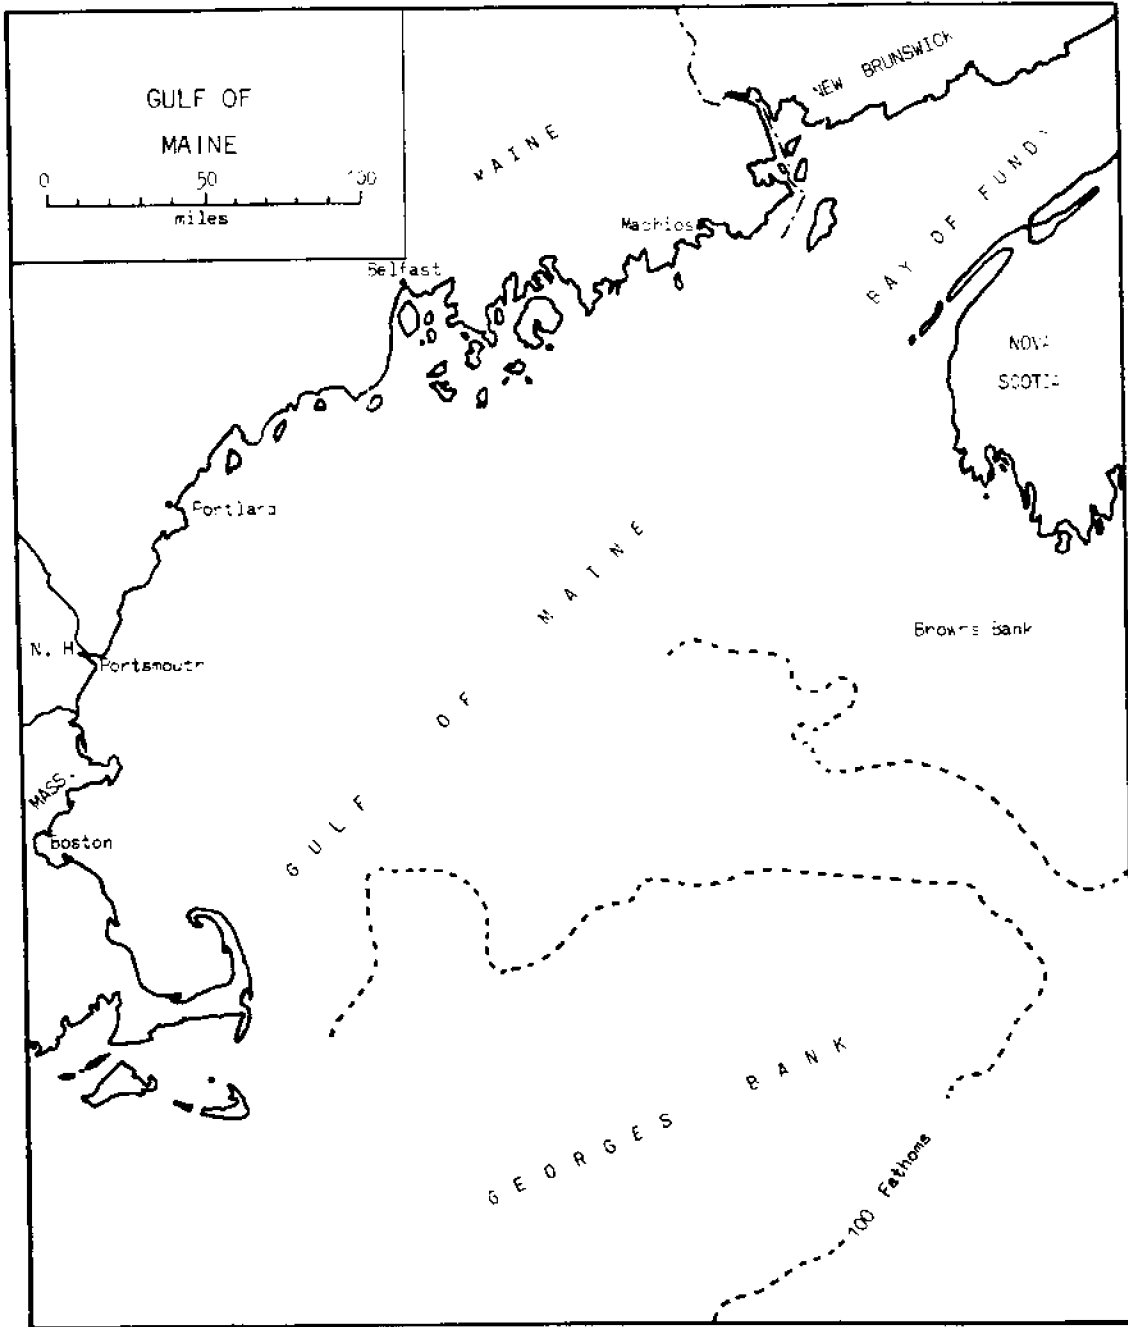 GULF OF
MAINE
0 50 100
miles
NEW BRUNSWICK
MAINE
BAY OF FUNDY
Machias
Belfast
NOVA
SCOTIA
Portland
GULF OF MAINE
Browns Bank
N. H.
Portsmouth
MASS.
Boston
GEORGES BANK
100 Fathoms